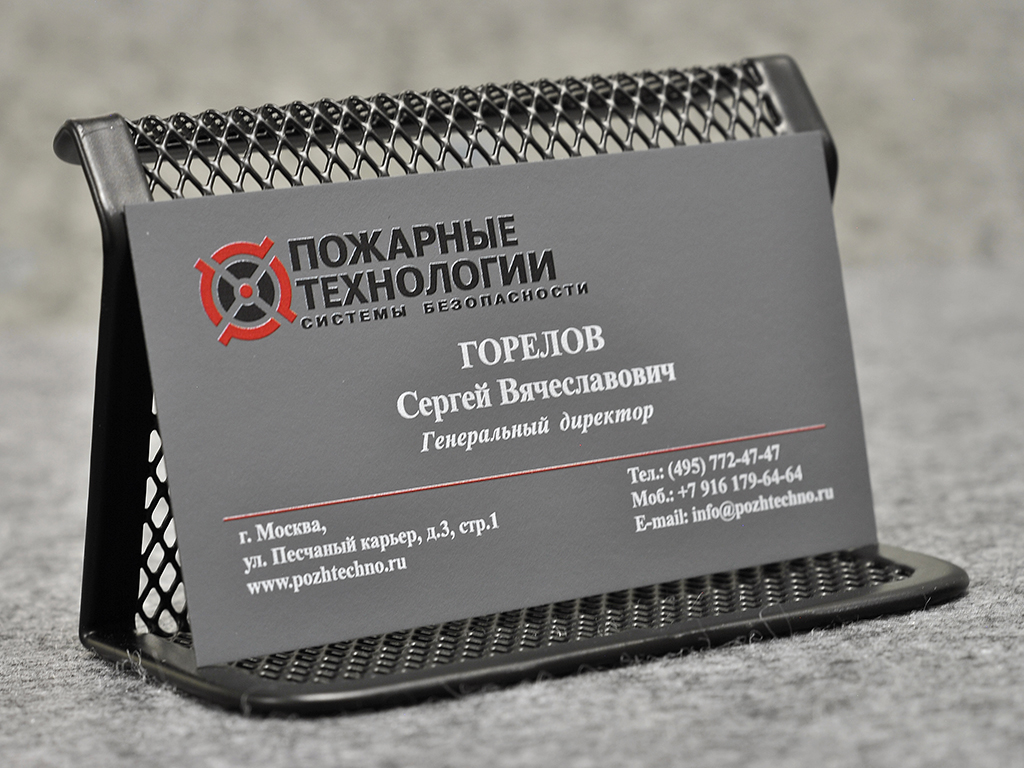 ПОЖАРНЫЕ
ТЕХНОЛОГИИ
СИСТЕМЫ БЕЗОПАСНОСТИ
ГОРЕЛОВ
Сергей Вячеславович
Генеральный директор
г. Москва,
ул. Песчаный карьер, д.3, стр.1
www.pozhtechno.ru
Тел.: (495) 772-47-47
Моб.: +7 916 179-64-64
E-mail: info@pozhtechno.ru